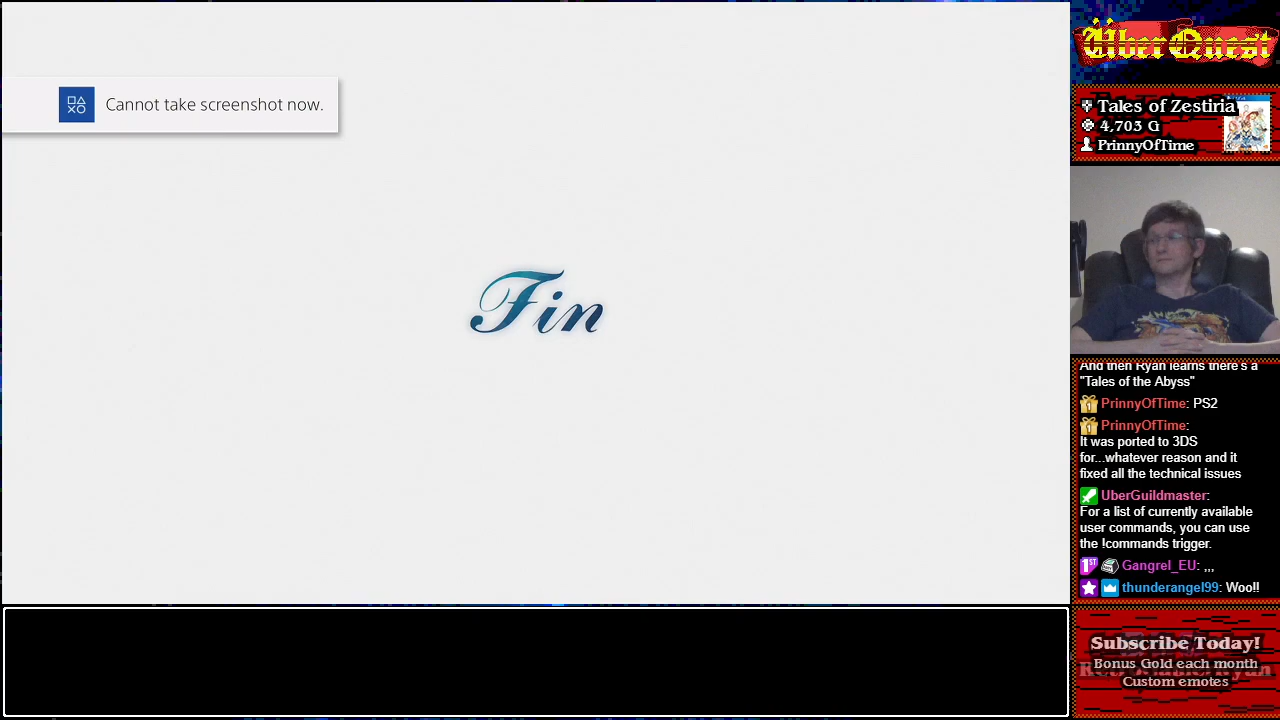 Cannot take screenshot now.
Fin
ÜberQuest
Tales of Zestiria
4,703 G
PrinnyOfTime
And then Ryan learns there's a
"Tales of the Abyss"
PrinnyOfTime: PS2
PrinnyOfTime:
It was ported to 3DS
for...whatever reason and it
fixed all the technical issues
UberGuildmaster:
For a list of currently available
user commands, you can use
the !commands trigger.
1ST Gangrel_EU: ,,,
thunderangel99: Woo!!
Subscribe Today!
Bonus Gold each month
Custom emotes